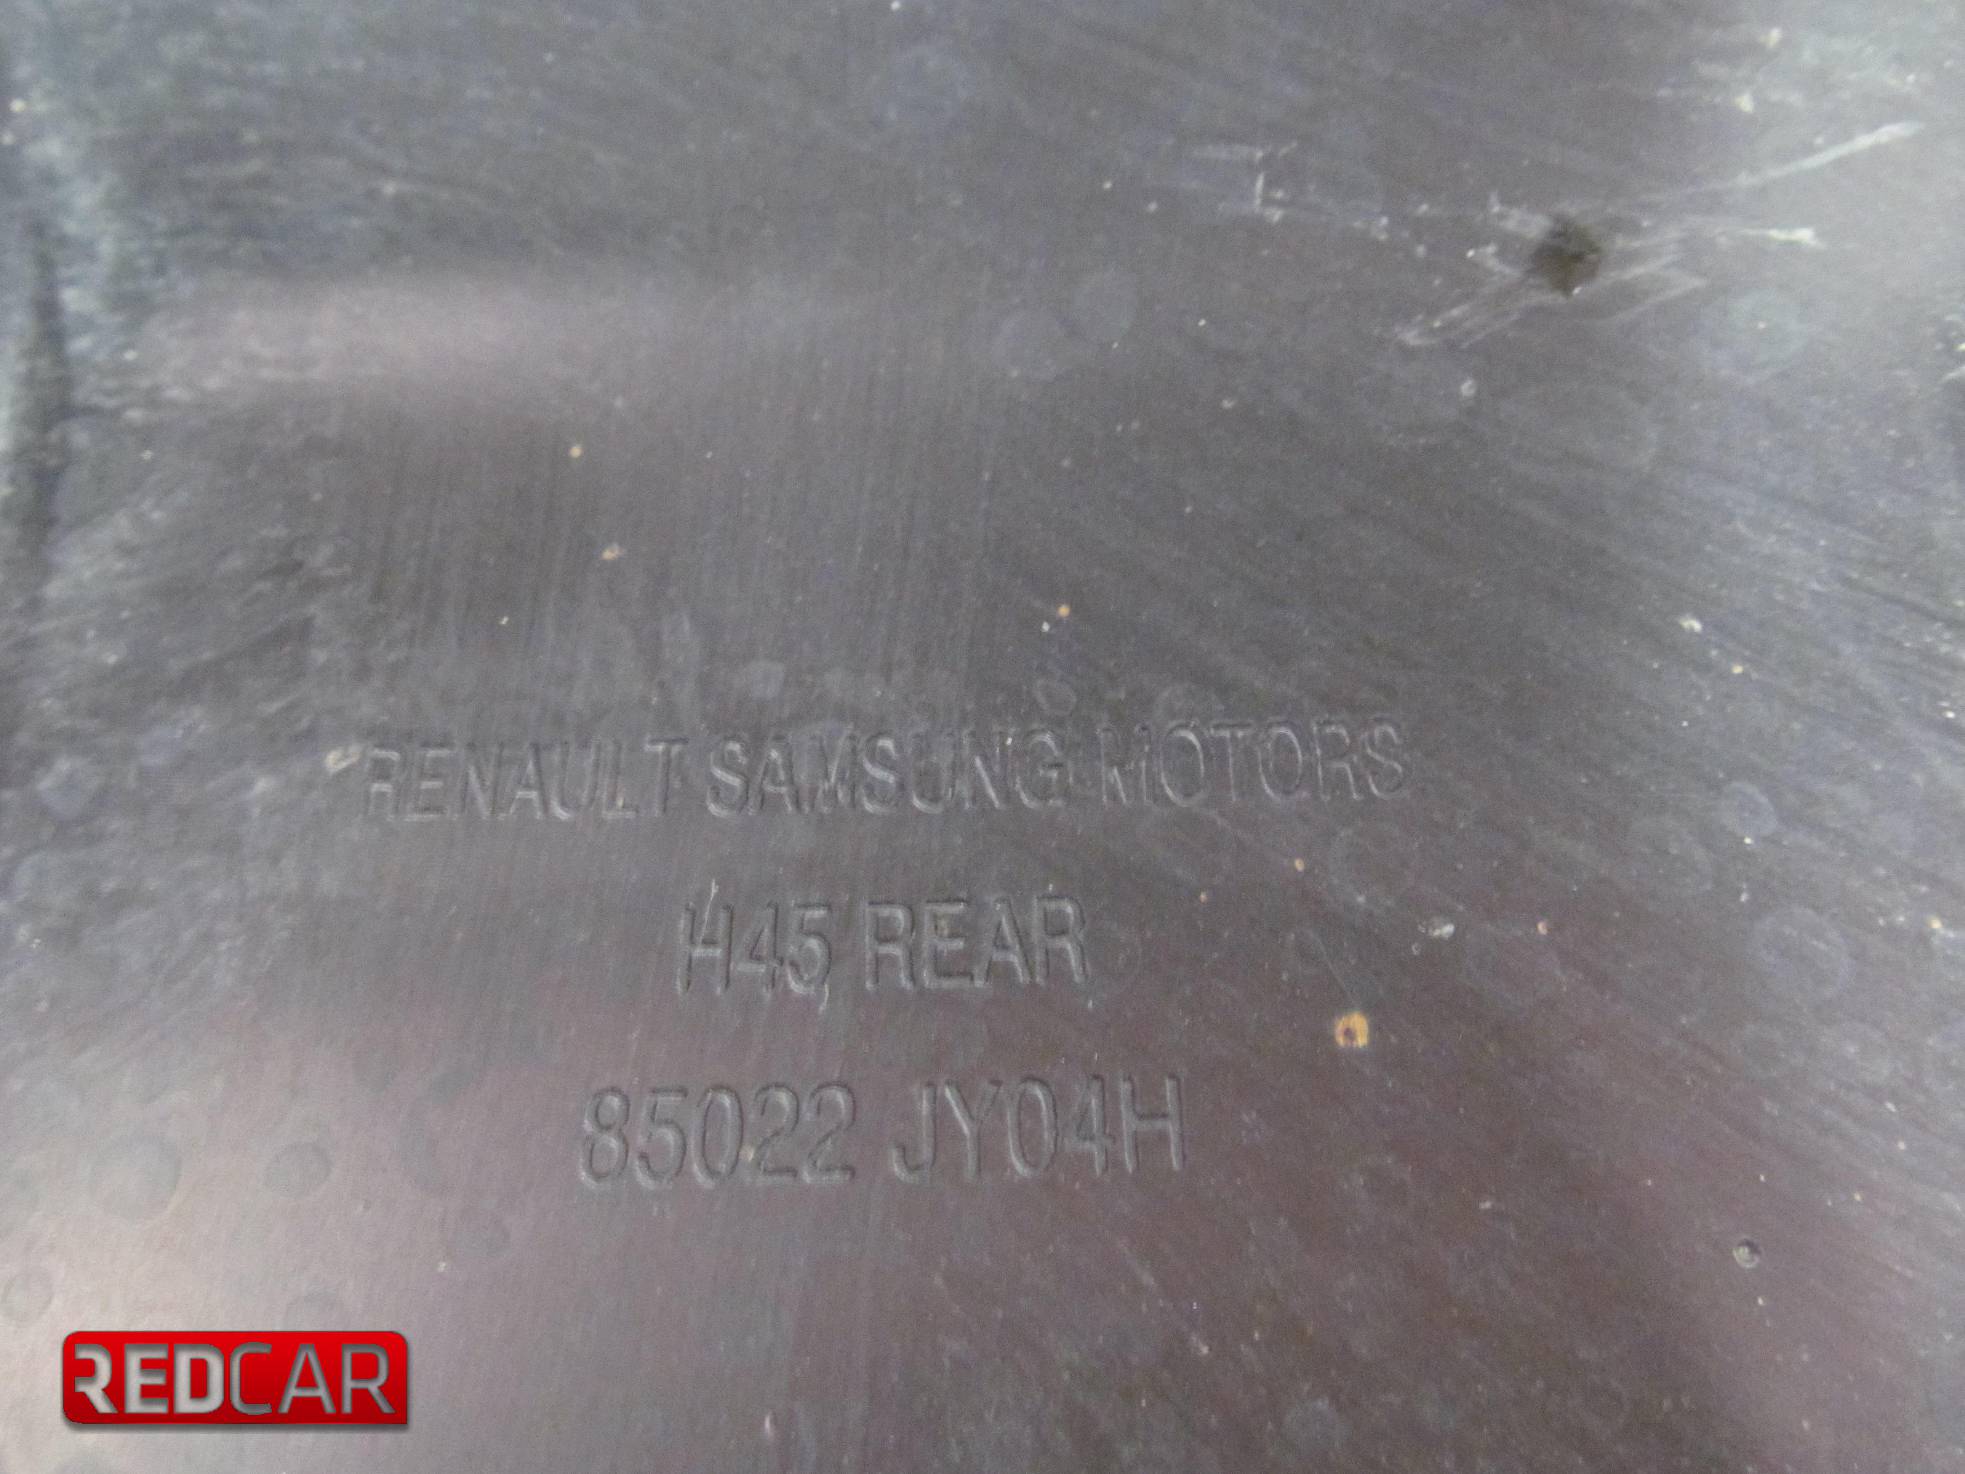 RENAULT SAMSUNG MOTORS
H45 REAR
85022 JY04H
REDCAR